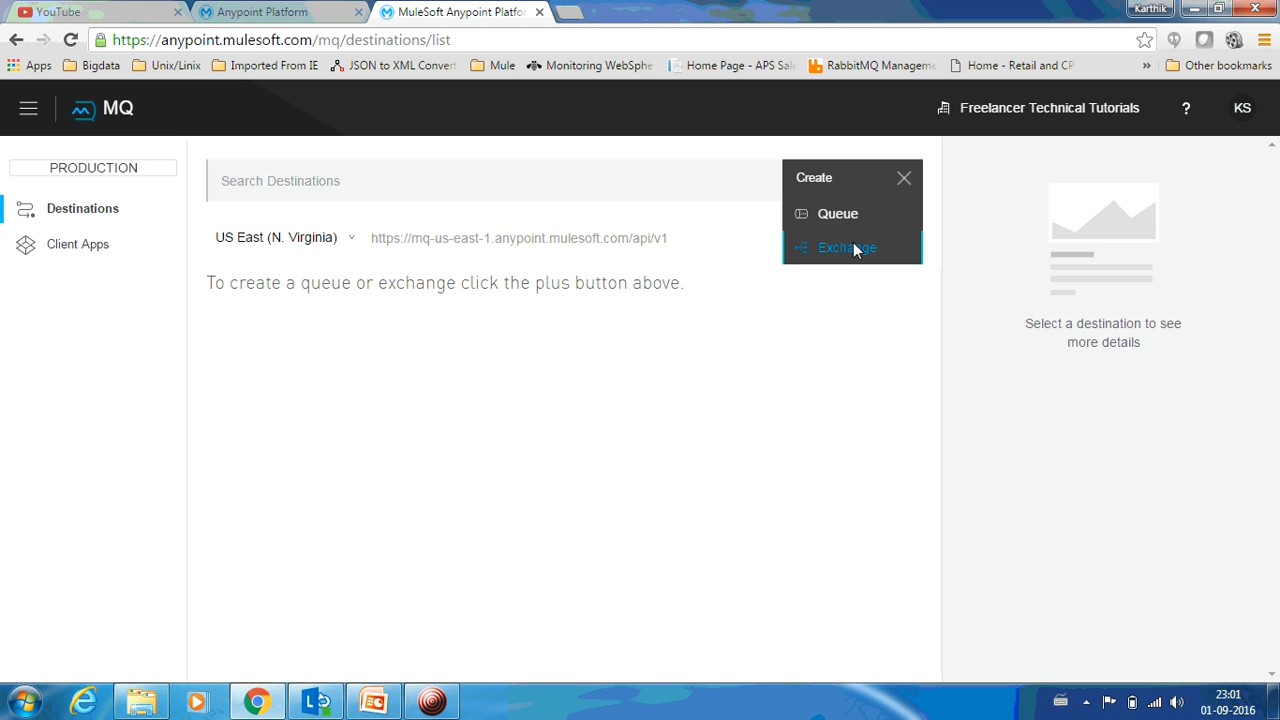 YouTube
Anypoint Platform
MuleSoft Anypoint Platfor
Karthik
https://anypoint.mulesoft.com/mq/destinations/list
Apps
Bigdata
Unix/Linix
Imported From IE
JSON to XML Convert
Mule
Monitoring WebSphe
Home Page - APS Sale
RabbitMQ Manageme
Home - Retail and CP
»
Other bookmarks
MQ
Freelancer Technical Tutorials
?
KS
PRODUCTION
Destinations
Client Apps
Search Destinations
Create
Queue
Exchange
US East (N. Virginia)
https://mq-us-east-1.anypoint.mulesoft.com/api/v1
To create a queue or exchange click the plus button above.
Select a destination to see
more details
23:01
01-09-2016